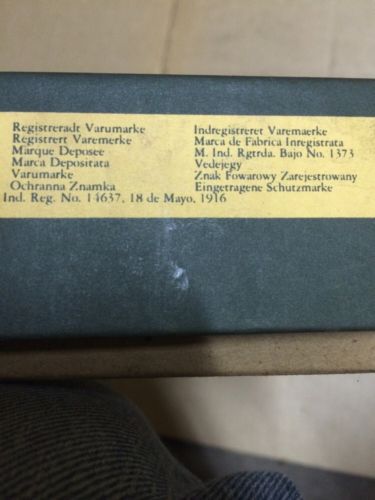 Registreradt Varumarke
Registrert Varemerke
Marque Deposee
Marca Depositata
Varumarke
Ochranna Znamka
Ind. Reg. No. 14637, 18 de Mayo, 1916
Indregistreret Varemaerke
Marca de Fabrica Inregistrata
M. Ind. Rgtrda. Bajo No. 1373
Vedejegy
Znak Fowarowy Zarejestrowany
Eingetragene Schutzmarke